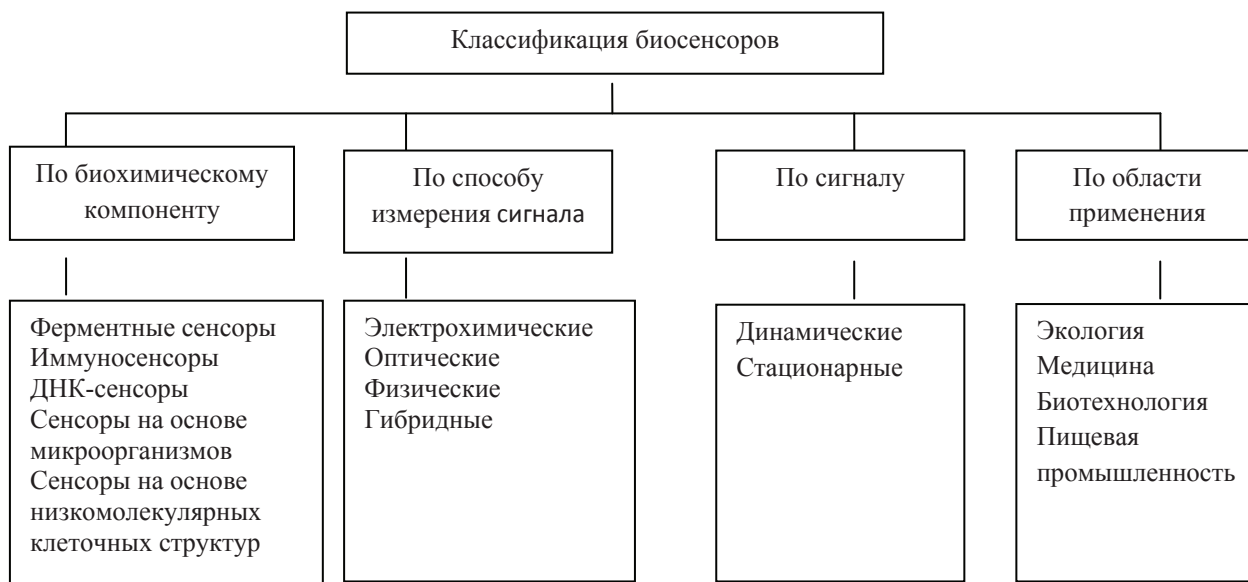 Классификация биосенсоров
По биохимическому
компоненту
По способу
измерения сигнала
По сигналу
По области
применения
Ферментные сенсоры
Иммуносенсоры
ДНК-сенсоры
Сенсоры на основе
микроорганизмов
Сенсоры на основе
низкомолекулярных
клеточных структур
Электрохимические
Оптические
Физические
Гибридные
Динамические
Стационарные
Экология
Медицина
Биотехнология
Пищевая
промышленность